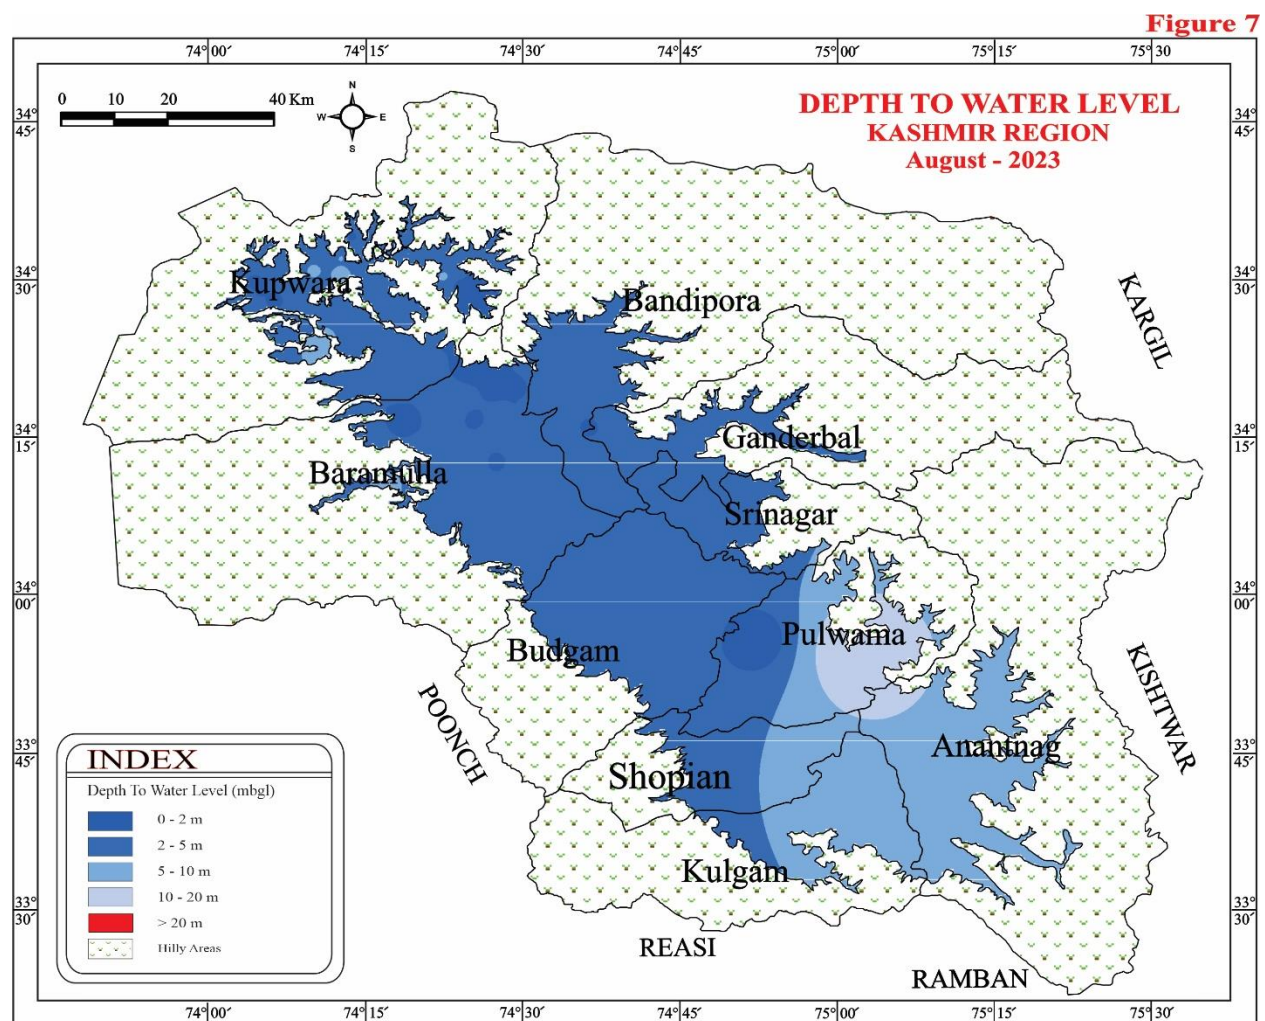 Figure 7
74°00′ 74°15′ 74°30′ 74°45′ 75°00′ 75°15′ 75°30′
0 10 20 40 Km
N
W E
S
DEPTH TO WATER LEVEL
KASHMIR REGION
August - 2023
34°
45′
34°
45′
34°
30′
34°
30′
Kupwara
Bandipora
KARGIL
34°
15′
34°
15′
Ganderbal
Baramulla
Srinagar
34°
00′
34°
00′
Pulwama
Budgam
KISHTWAR
POONCH
33°
45′
33°
45′
Anantnag
Shopian
Kulgam
INDEX
Depth To Water Level (mbgl)
0 - 2 m
2 - 5 m
5 - 10 m
10 - 20 m
> 20 m
Hilly Areas
33°
30′
33°
30′
REASI
RAMBAN
74°00′ 74°15′ 74°30′ 74°45′ 75°00′ 75°15′ 75°30′